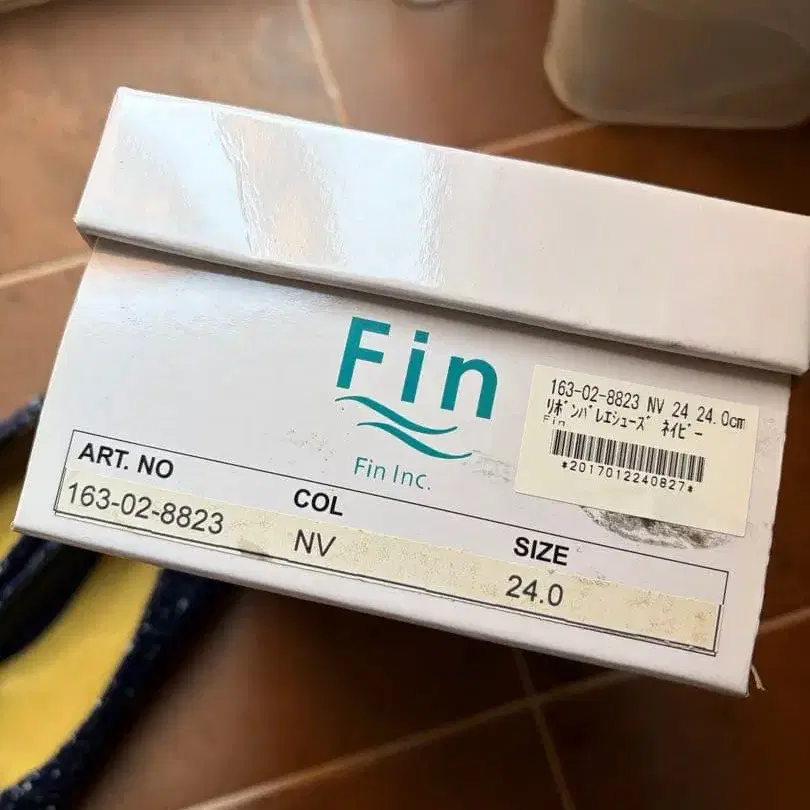 Fin
Fin Inc.
163-02-8823 NV 24 24.0cm
ﾘﾎﾞﾝﾊﾞﾚｴｼｭｰｽﾞ ﾈｲﾋﾞｰ
Fin
*2017012240827*
ART. NO COL SIZE
163-02-8823 NV 24.0